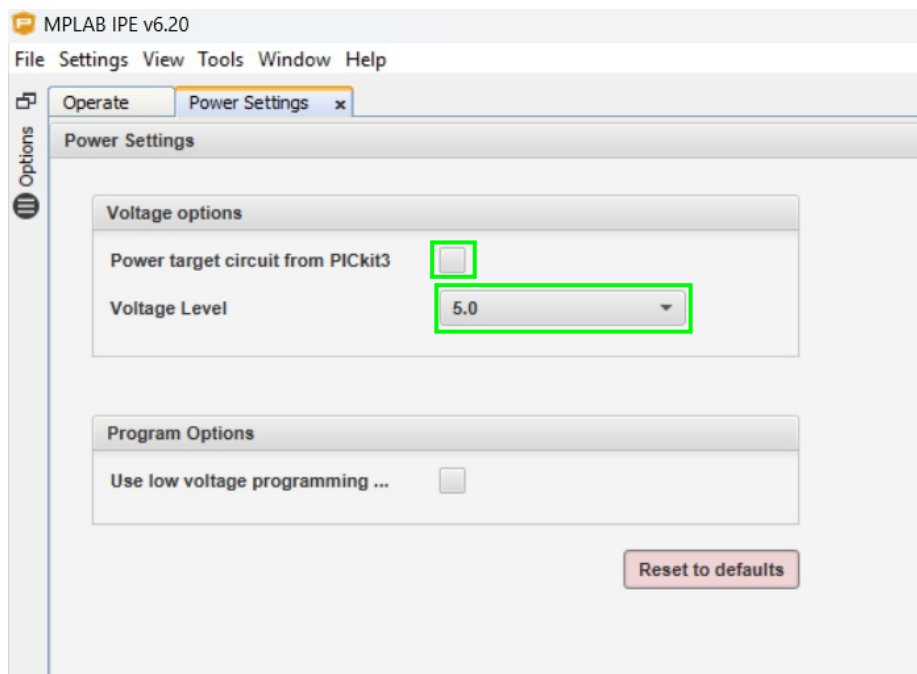 MPLAB IPE v6.20
File Settings View Tools Window Help
Operate Power Settings x
Options
Power Settings
Voltage options
Power target circuit from PICkit3
Voltage Level 5.0
Program Options
Use low voltage programming ...
Reset to defaults